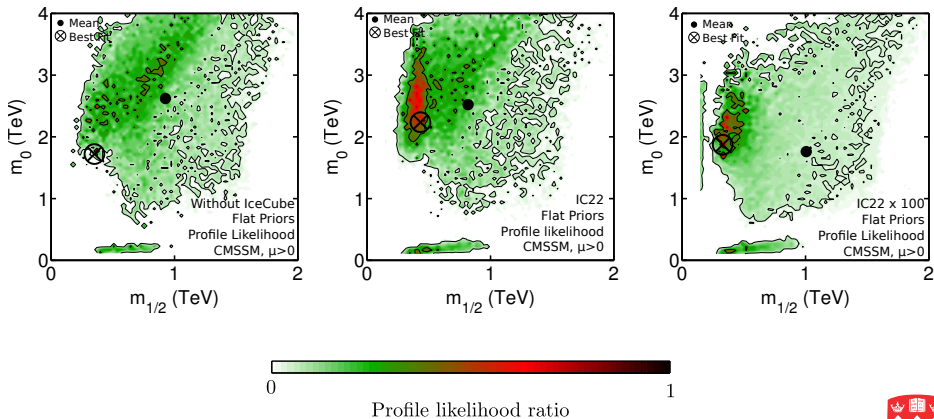 4
3
2
1
0
m₀ (TeV)
Mean
Best Fit
Without IceCube
Flat Priors
Profile Likelihood
CMSSM, μ>0
0
1
2
m₁/₂ (TeV)
4
3
2
1
0
m₀ (TeV)
Mean
Best Fit
IC22
Flat Priors
Profile likelihood
CMSSM, μ>0
0
1
2
m₁/₂ (TeV)
4
3
2
1
0
m₀ (TeV)
Mean
Best Fit
IC22 x 100
Flat Priors
Profile Likelihood
CMSSM, μ>0
0
1
2
m₁/₂ (TeV)
0
1
Profile likelihood ratio